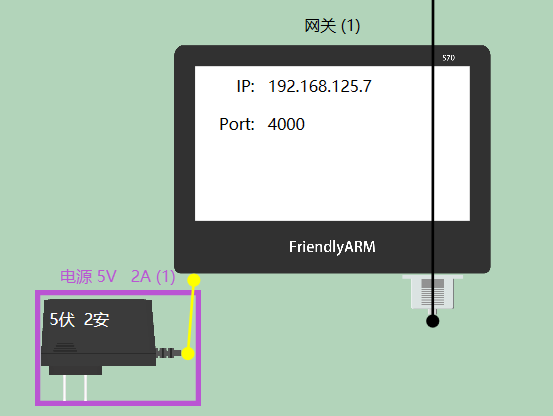 网关 (1)
S70
IP: 192.168.125.7
Port: 4000
FriendlyARM
电源 5V 2A (1)
5伏 2安